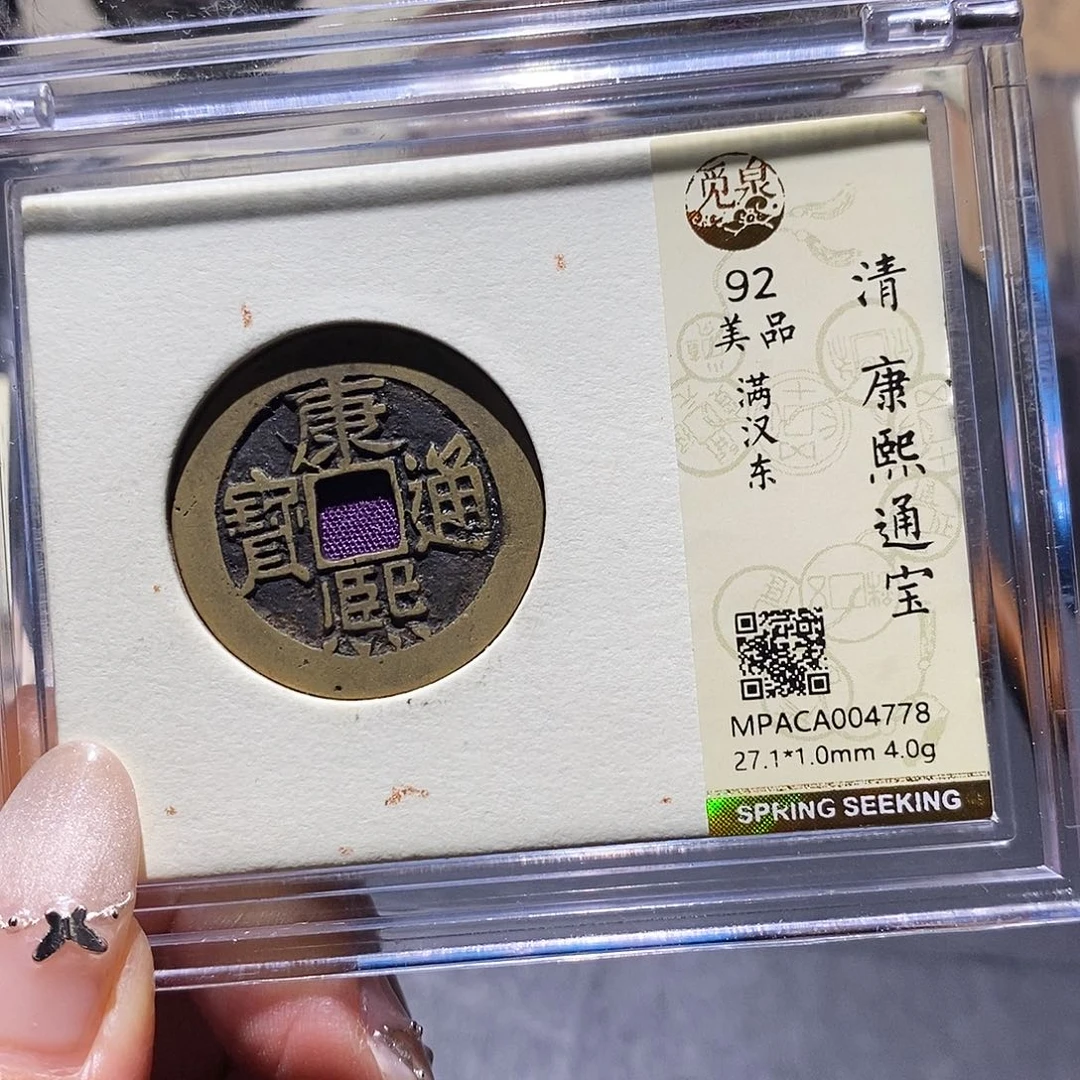 康熙通寳
觅泉
92
美品
满汉东
清 康熙通宝
MPACA004778
27.1*1.0mm 4.0g
SPRING SEEKING